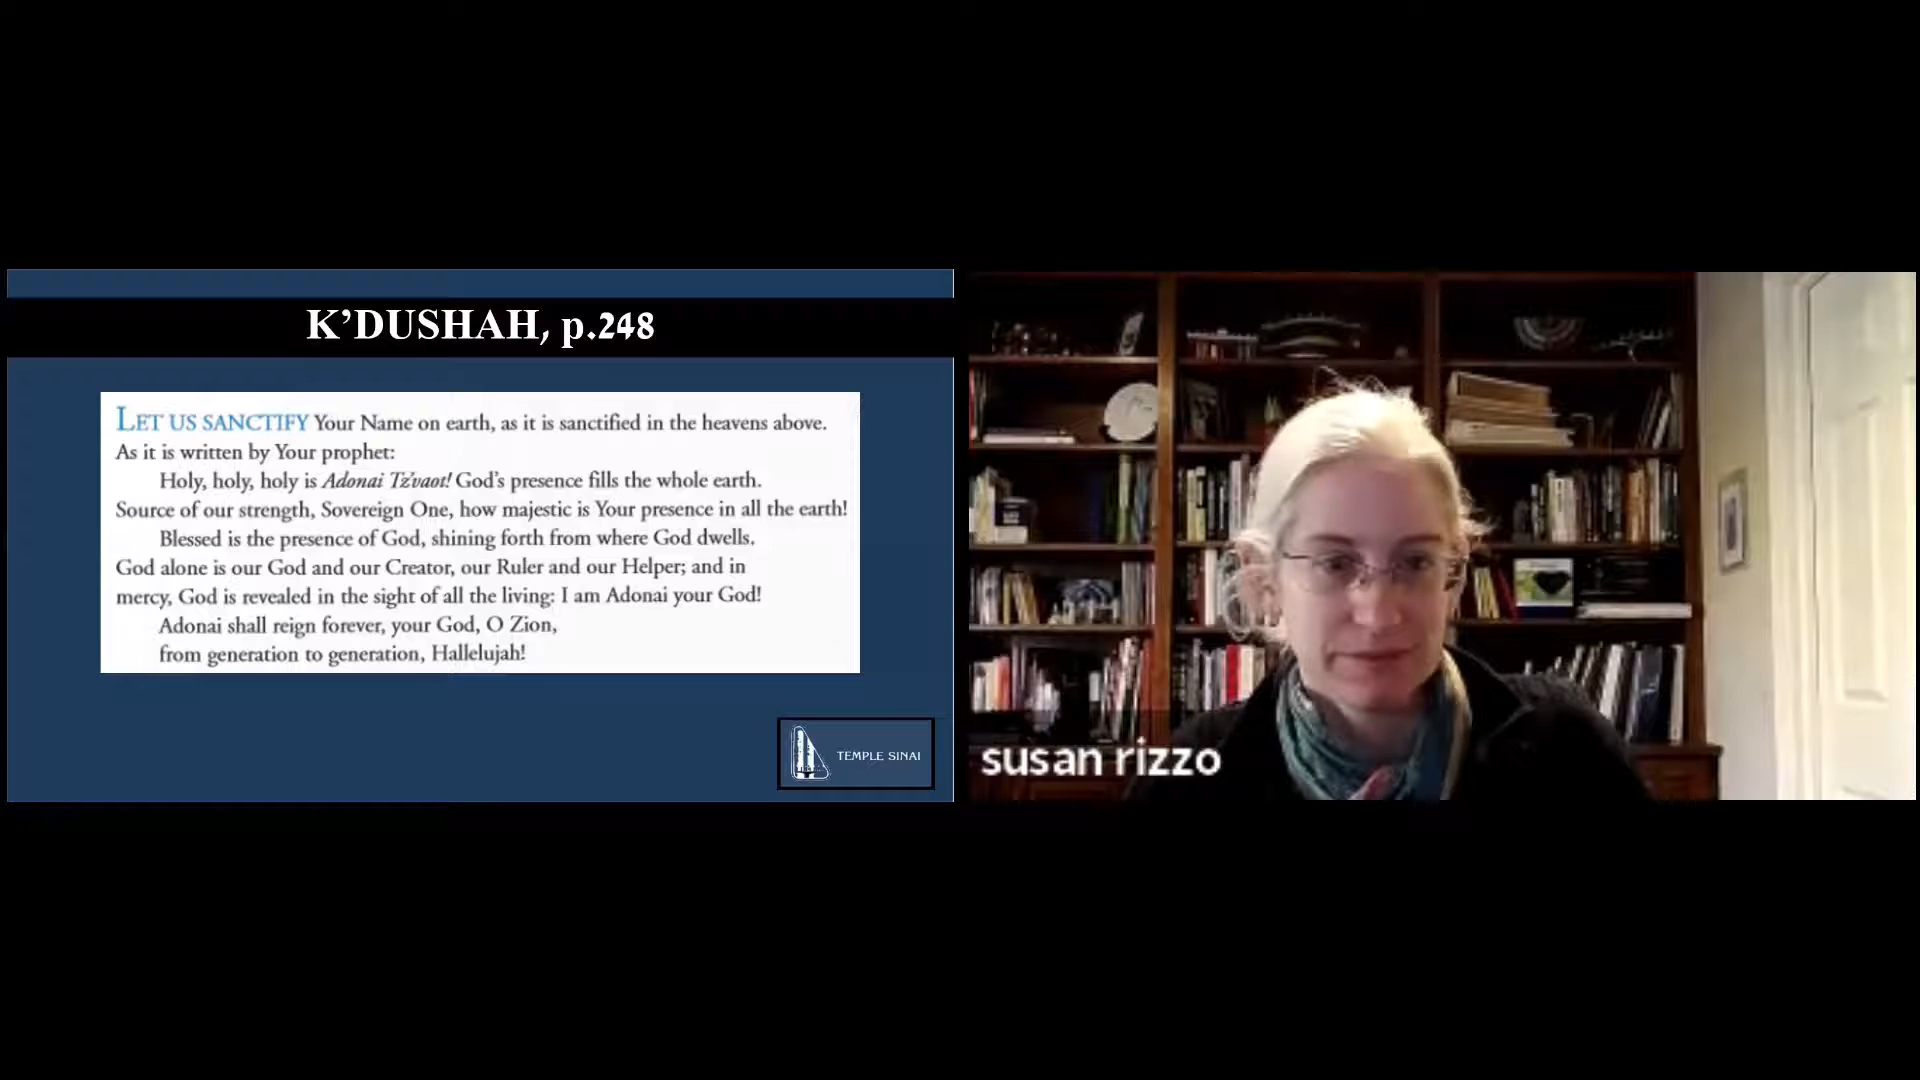 K’DUSHAH, p.248
LET US SANCTIFY Your Name on earth, as it is sanctified in the heavens above.
As it is written by Your prophet:
Holy, holy, holy is Adonai Tz’vaot! God’s presence fills the whole earth.
Source of our strength, Sovereign One, how majestic is Your presence in all the earth!
Blessed is the presence of God, shining forth from where God dwells.
God alone is our God and our Creator, our Ruler and our Helper; and in
mercy, God is revealed in the sight of all the living: I am Adonai your God!
Adonai shall reign forever, your God, O Zion,
from generation to generation, Hallelujah!
TEMPLE SINAI
susan rizzo